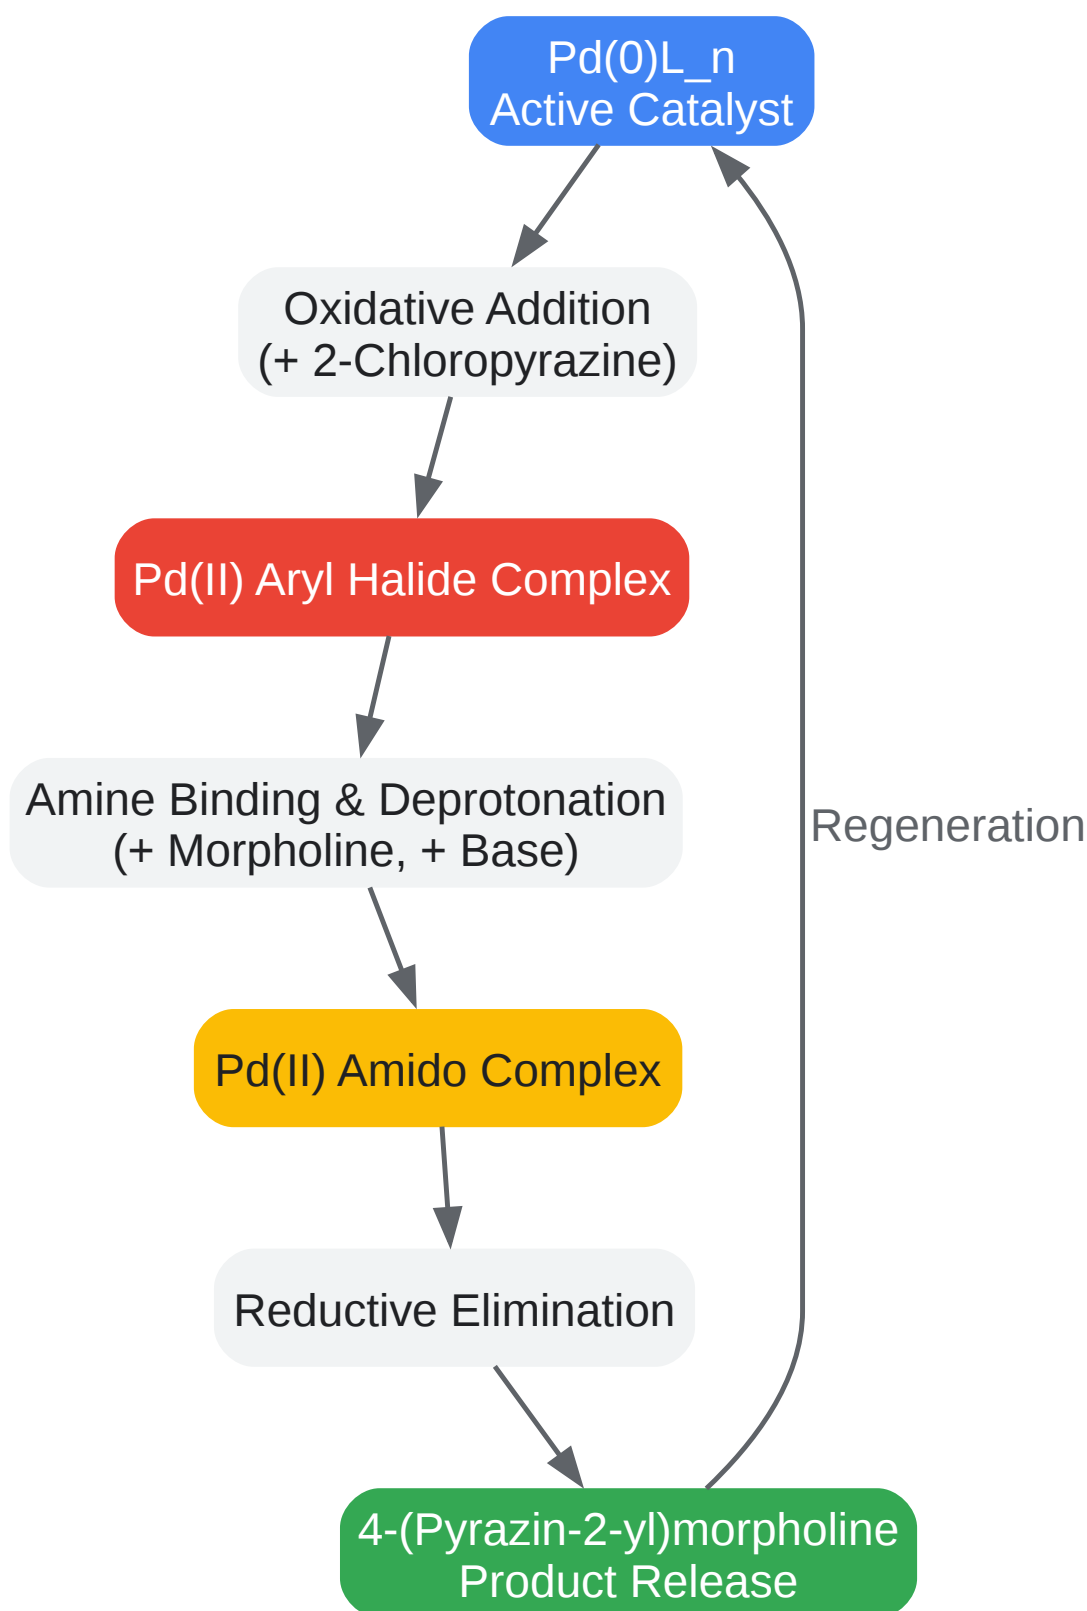 Pd(0)L_n
Active Catalyst
Oxidative Addition
(+ 2-Chloropyrazine)
Pd(II) Aryl Halide Complex
Amine Binding & Deprotonation
(+ Morpholine, + Base)
Regeneration
Pd(II) Amido Complex
Reductive Elimination
4-(Pyrazin-2-yl)morpholine
Product Release